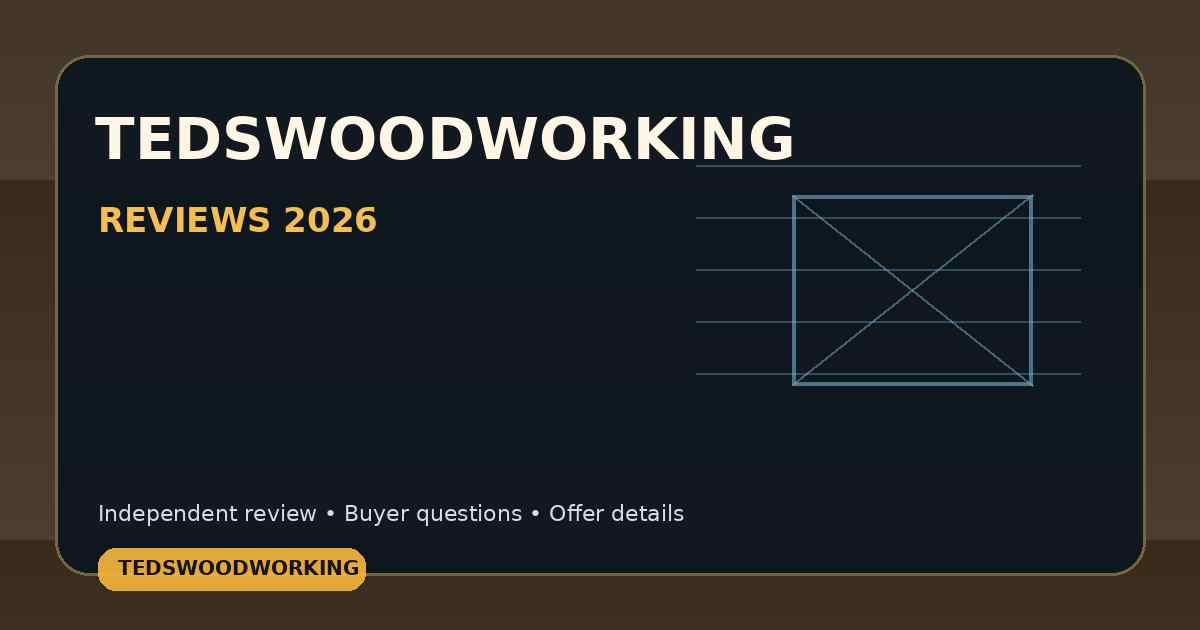 TEDSWOODWORKING
REVIEWS 2026
Independent review • Buyer questions • Offer details
TEDSWOODWORKING